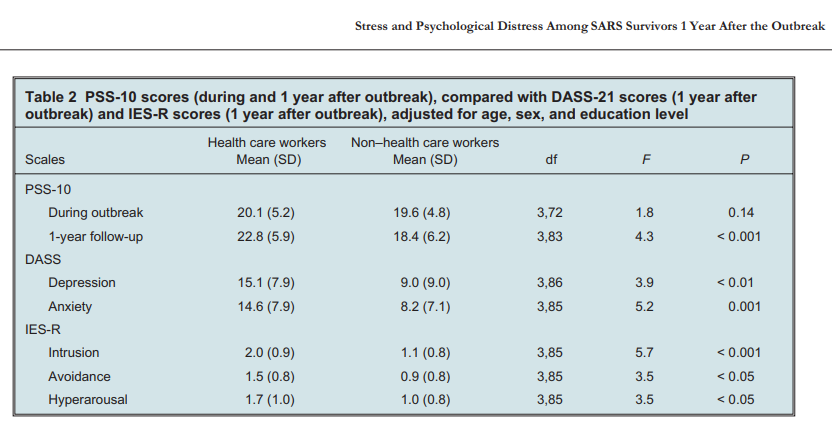 Stress and Psychological Distress Among SARS Survivors 1 Year After the Outbreak
Table 2 PSS-10 scores (during and 1 year after outbreak), compared with DASS-21 scores (1 year after
outbreak) and IES-R scores (1 year after outbreak), adjusted for age, sex, and education level
Health care workers Non–health care workers
Scales Mean (SD) Mean (SD) df F P
PSS-10
During outbreak 20.1 (5.2) 19.6 (4.8) 3,72 1.8 0.14
1-year follow-up 22.8 (5.9) 18.4 (6.2) 3,83 4.3 < 0.001
DASS
Depression 15.1 (7.9) 9.0 (9.0) 3,86 3.9 < 0.01
Anxiety 14.6 (7.9) 8.2 (7.1) 3,85 5.2 0.001
IES-R
Intrusion 2.0 (0.9) 1.1 (0.8) 3,85 5.7 < 0.001
Avoidance 1.5 (0.8) 0.9 (0.8) 3,85 3.5 < 0.05
Hyperarousal 1.7 (1.0) 1.0 (0.8) 3,85 3.5 < 0.05